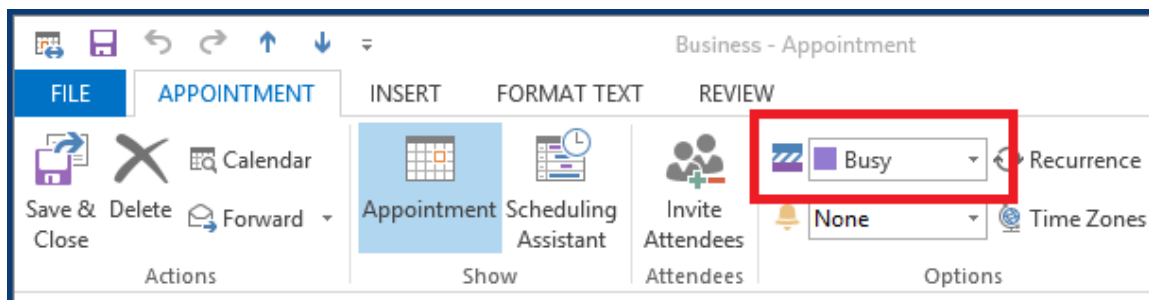 Business - Appointment
FILE APPOINTMENT INSERT FORMAT TEXT REVIEW
Calendar Busy Recurrence
Save & Close Delete Forward Appointment Scheduling Assistant Invite Attendees None Time Zones
Actions Show Attendees Options